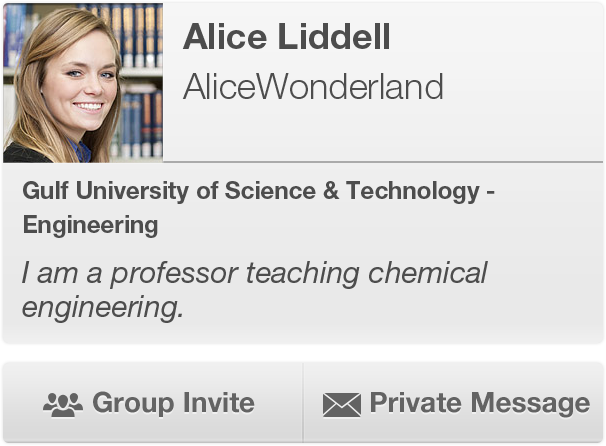 Alice Liddell
AliceWonderland
Gulf University of Science & Technology -
Engineering
I am a professor teaching chemical
engineering.
Group Invite
Private Message